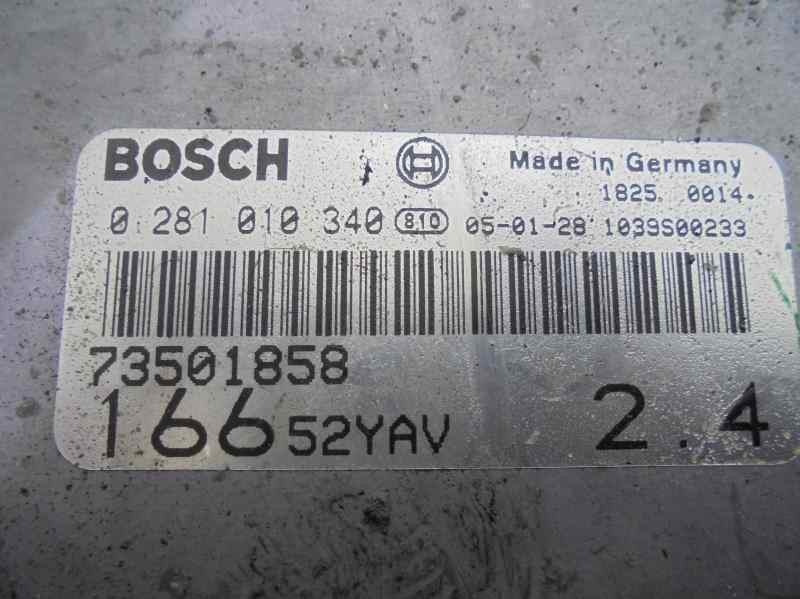 BOSCH Made in Germany
1825 0014
0 281 010 340 810 05-01-28 1039S00233
73501858
166 52YAV 2.4